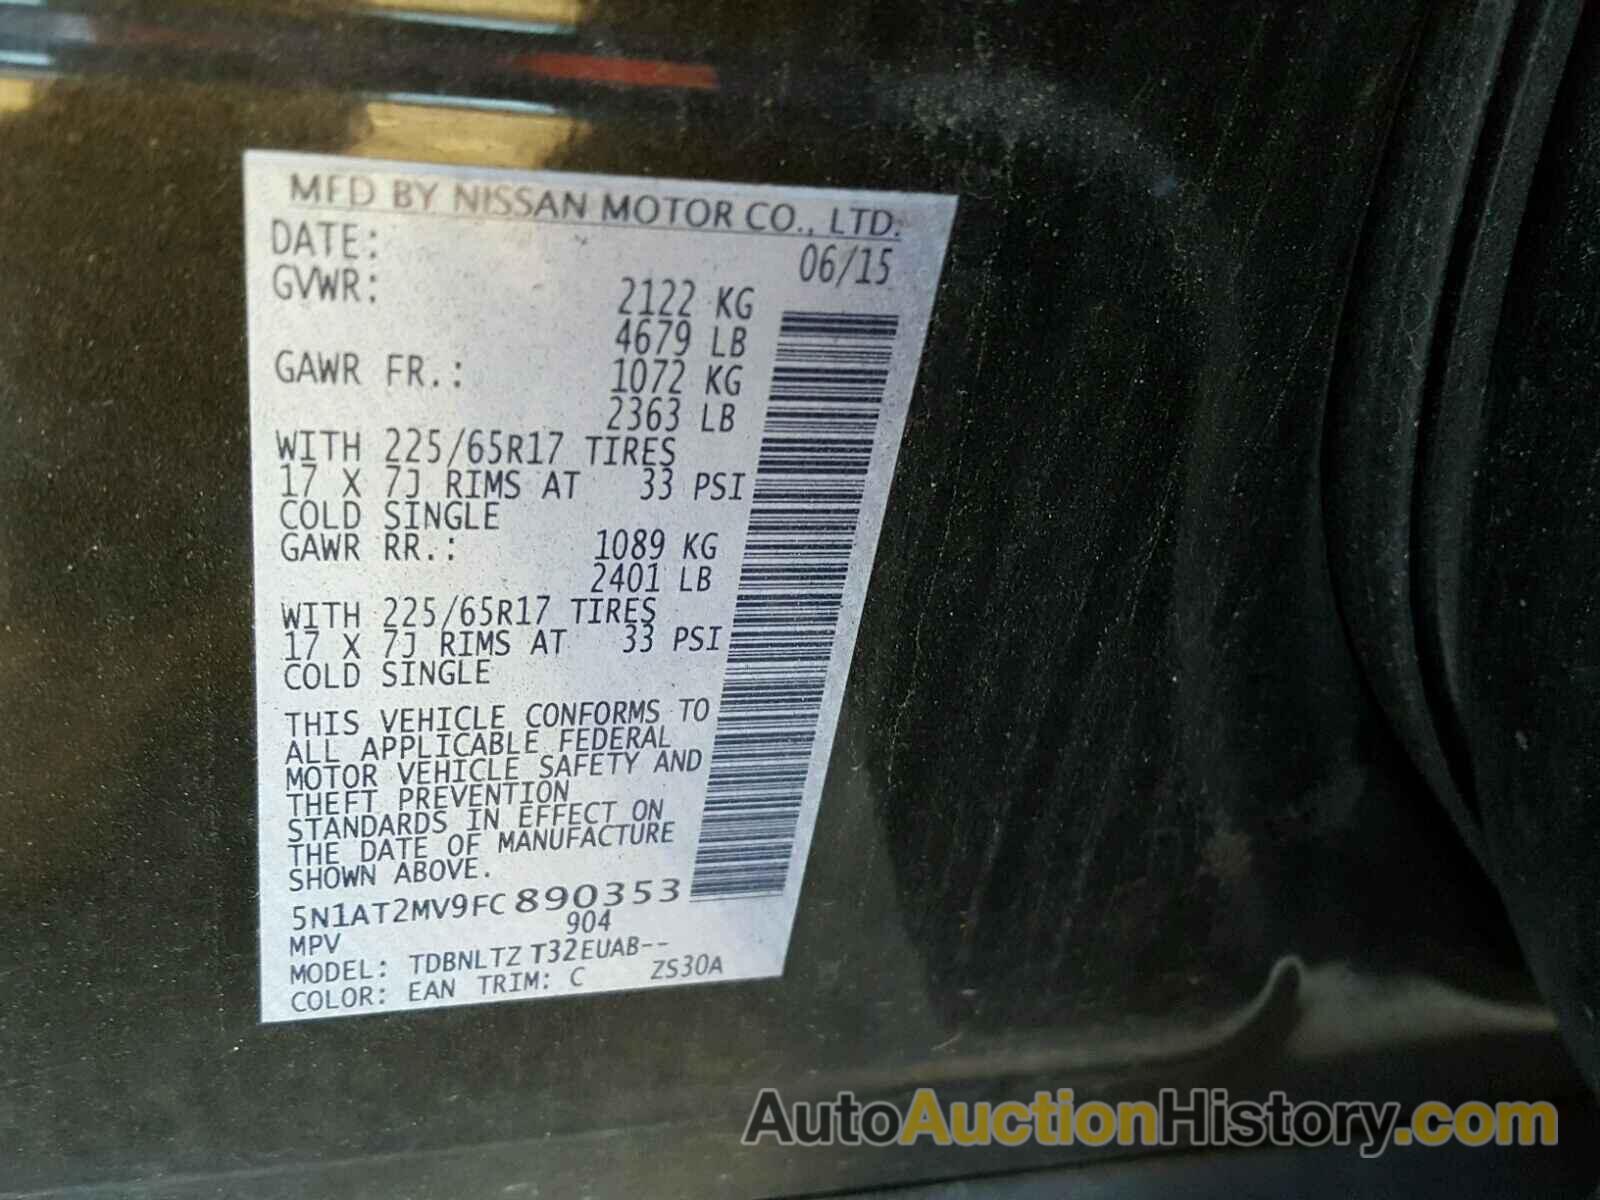 MFD BY NISSAN MOTOR CO., LTD.
DATE: 06/15
GVWR: 2122 KG
4679 LB
GAWR FR.: 1072 KG
2363 LB
WITH 225/65R17 TIRES
17 X 7J RIMS AT 33 PSI
COLD SINGLE
GAWR RR.: 1089 KG
2401 LB
WITH 225/65R17 TIRES
17 X 7J RIMS AT 33 PSI
COLD SINGLE
THIS VEHICLE CONFORMS TO
ALL APPLICABLE FEDERAL
MOTOR VEHICLE SAFETY AND
THEFT PREVENTION
STANDARDS IN EFFECT ON
THE DATE OF MANUFACTURE
SHOWN ABOVE.
5N1AT2MV9FC890353
MPV 904
MODEL: TDBNLTZ T32EUAB--
COLOR: EAN TRIM: C ZS30A
AutoAuctionHistory.com